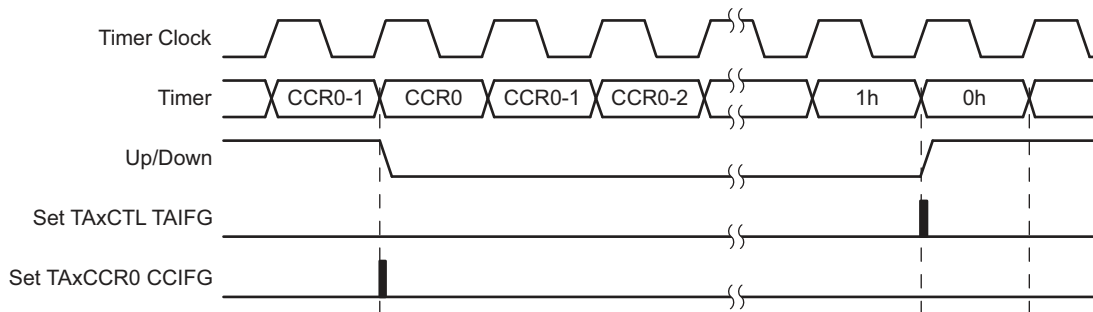 Timer Clock
Timer CCR0-1 CCR0 CCR0-1 CCR0-2 1h 0h
Up/Down
Set TAxCTL TAIFG
Set TAxCCR0 CCIFG